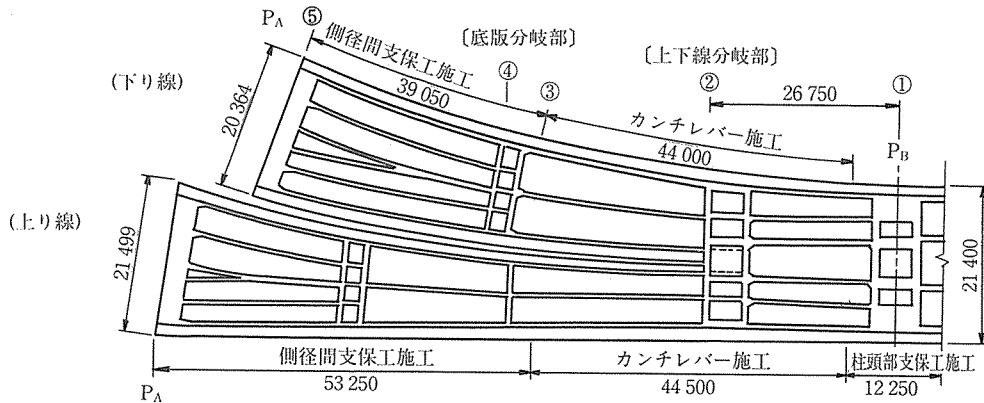 P_A ⑤
側径間支保工施工
39 050
〔底版分岐部〕
④
③
〔上下線分岐部〕
②
①
26 750
(下り線)
20 364
カンチレバー施工
44 000
P_B
(上り線)
21 499
21 400
側径間支保工施工
53 250
カンチレバー施工
44 500
柱頭部支保工施工
12 250
P_A